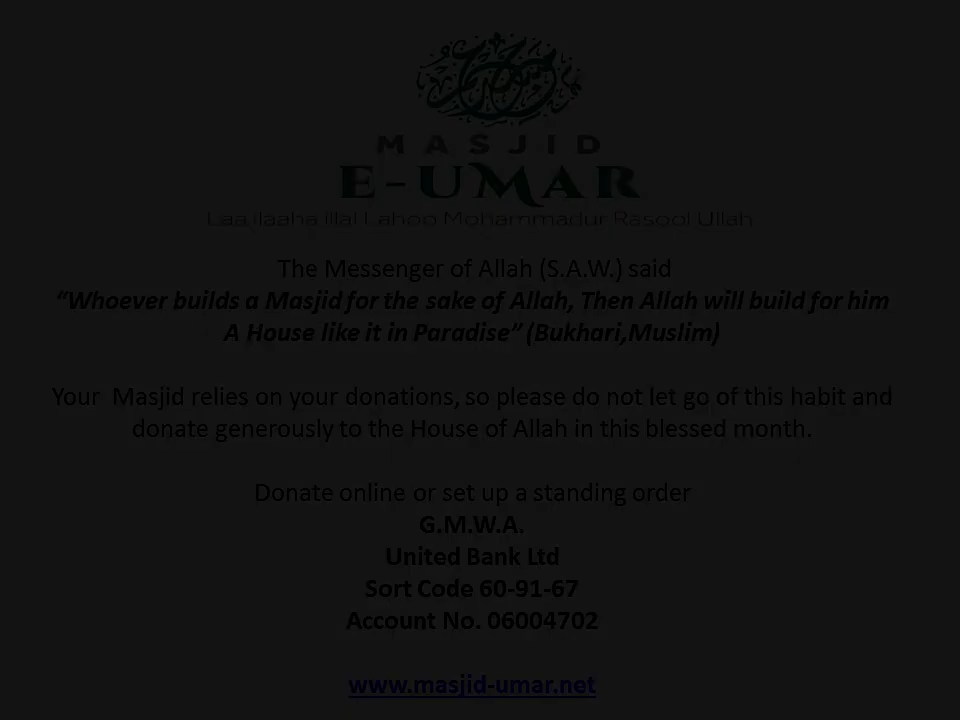 MASJID
E-UMAR
Laa ilaaha illal Lahoo Mohammadur Rasool Ullah
The Messenger of Allah (S.A.W.) said
“Whoever builds a Masjid for the sake of Allah, Then Allah will build for him
A House like it in Paradise” (Bukhari,Muslim)
Your Masjid relies on your donations, so please do not let go of this habit and
donate generously to the House of Allah in this blessed month.
Donate online or set up a standing order
G.M.W.A.
United Bank Ltd
Sort Code 60-91-67
Account No. 06004702
www.masjid-umar.net